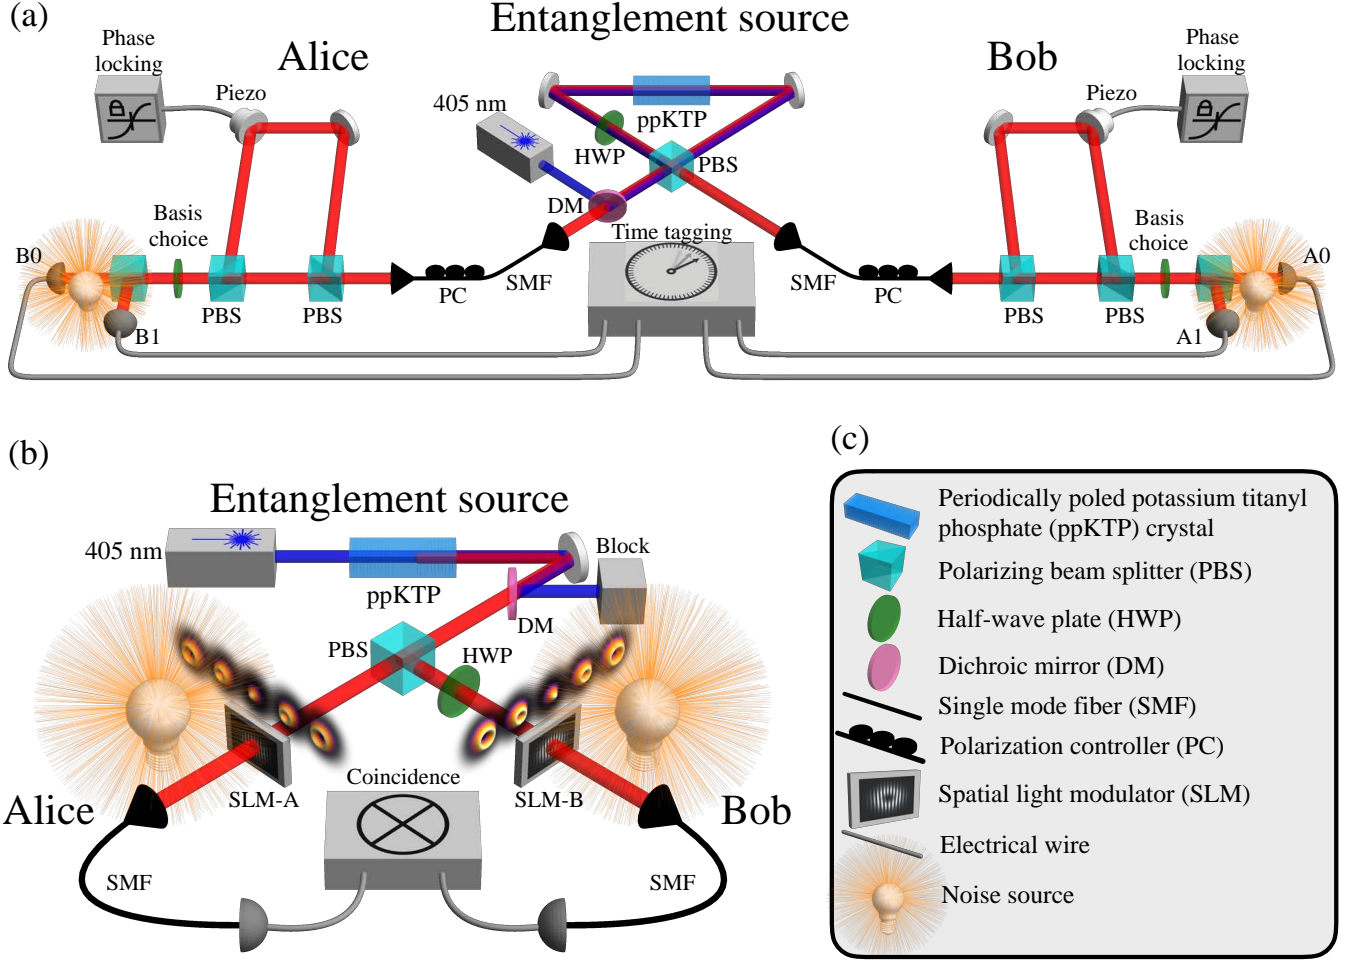 (a)
Entanglement source
Phase
locking
Alice
Bob
Phase
locking
Piezo
405 nm
ppKTP
HWP
PBS
Piezo
DM
Basis
choice
Time tagging
Basis
choice
B0
A0
SMF
SMF
PC
PC
PBS
PBS
PBS
PBS
B1
A1
(b)
Entanglement source
405 nm
ppKTP
Block
DM
PBS
HWP
Coincidence
SLM-A
SLM-B
Alice
Bob
SMF
SMF
(c)
Periodically poled potassium titanyl
phosphate (ppKTP) crystal
Polarizing beam splitter (PBS)
Half-wave plate (HWP)
Dichroic mirror (DM)
Single mode fiber (SMF)
Polarization controller (PC)
Spatial light modulator (SLM)
Electrical wire
Noise source